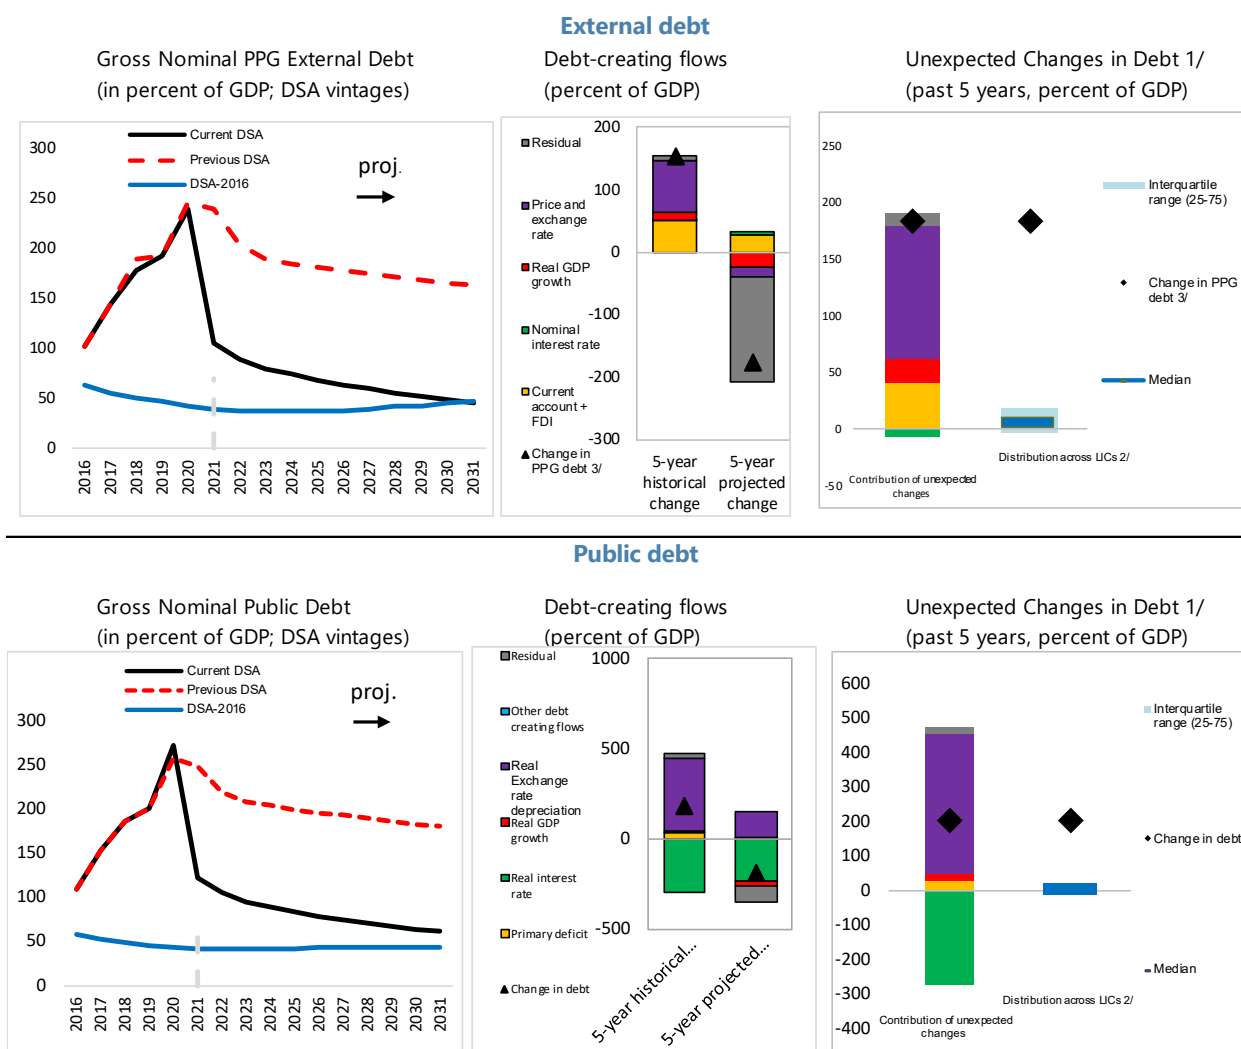 External debt
Gross Nominal PPG External Debt
(in percent of GDP; DSA vintages)
Current DSA
Previous DSA
DSA-2016
proj.
300
250
200
150
100
50
0
2016
2017
2018
2019
2020
2021
2022
2023
2024
2025
2026
2027
2028
2029
2030
2031
Debt-creating flows
(percent of GDP)
Residual
Price and
exchange
rate
Real GDP
growth
Nominal
interest rate
Current
account +
FDI
Change in
PPG debt 3/
200
100
0
-100
-200
-300
5-year
historical
change
5-year
projected
change
Unexpected Changes in Debt 1/
(past 5 years, percent of GDP)
250
200
150
100
50
0
-50
Contribution of unexpected
changes
Distribution across LICs 2/
Interquartile
range (25-75)
Change in PPG
debt 3/
Median
Public debt
Gross Nominal Public Debt
(in percent of GDP; DSA vintages)
Current DSA
Previous DSA
DSA-2016
proj.
300
250
200
150
100
50
0
2016
2017
2018
2019
2020
2021
2022
2023
2024
2025
2026
2027
2028
2029
2030
2031
Debt-creating flows
(percent of GDP)
Residual
Other debt
creating flows
Real
Exchange
rate
depreciation
Real GDP
growth
Real interest
rate
Primary deficit
Change in debt
1000
500
0
-500
5-year historical...
5-year projected...
Unexpected Changes in Debt 1/
(past 5 years, percent of GDP)
600
500
400
300
200
100
0
-100
-200
-300
-400
Contribution of unexpected
changes
Distribution across LICs 2/
Interquartile
range (25-75)
Change in debt
Median